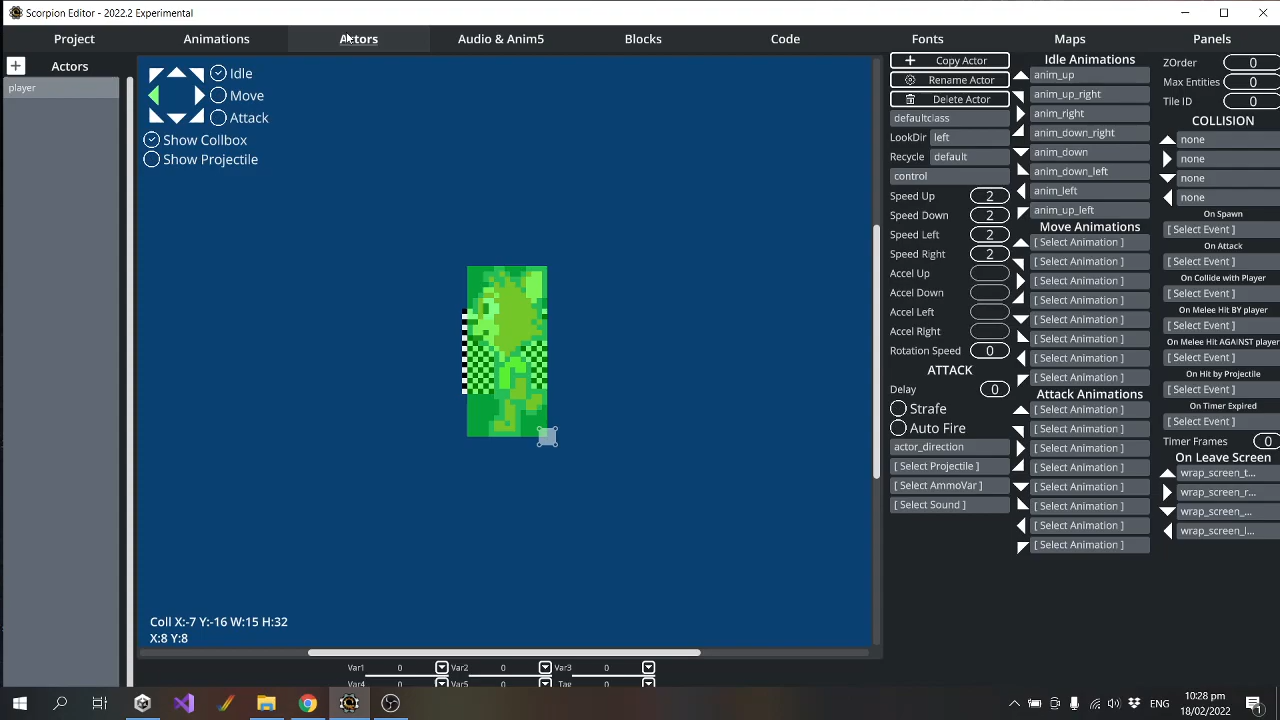 Scorpion Editor - 2022.2 Experimental
Project Animations Actors Audio & Anim5 Blocks Code Fonts Maps Panels
+ Actors
player
Idle
Move
Attack
Show Collbox
Show Projectile
Coll X:-7 Y:-16 W:15 H:32
X:8 Y:8
Var1 0 Var2 0 Var3 0
Var4 0 Var5 0 Tag 0
Copy Actor
Rename Actor
Delete Actor
defaultclass
LookDir left
Recycle default
control
Speed Up 2
Speed Down 2
Speed Left 2
Speed Right 2
Accel Up
Accel Down
Accel Left
Accel Right
Rotation Speed 0
ATTACK
Delay 0
Strafe
Auto Fire
actor_direction
[ Select Projectile ]
[ Select AmmoVar ]
[ Select Sound ]
Idle Animations
anim_up
anim_up_right
anim_right
anim_down_right
anim_down
anim_down_left
anim_left
anim_up_left
Move Animations
[ Select Animation ]
[ Select Animation ]
[ Select Animation ]
[ Select Animation ]
[ Select Animation ]
[ Select Animation ]
[ Select Animation ]
[ Select Animation ]
Attack Animations
[ Select Animation ]
[ Select Animation ]
[ Select Animation ]
[ Select Animation ]
[ Select Animation ]
[ Select Animation ]
[ Select Animation ]
[ Select Animation ]
ZOrder 0
Max Entities 0
Tile ID 0
COLLISION
none
none
none
none
On Spawn
[ Select Event ]
On Attack
[ Select Event ]
On Collide with Player
[ Select Event ]
On Melee Hit BY player
[ Select Event ]
On Melee Hit AGAINST player
[ Select Event ]
On Hit by Projectile
[ Select Event ]
On Timer Expired
[ Select Event ]
Timer Frames 0
On Leave Screen
wrap_screen_t...
wrap_screen_r...
wrap_screen_...
wrap_screen_l...
ENG
10:28 pm
18/02/2022